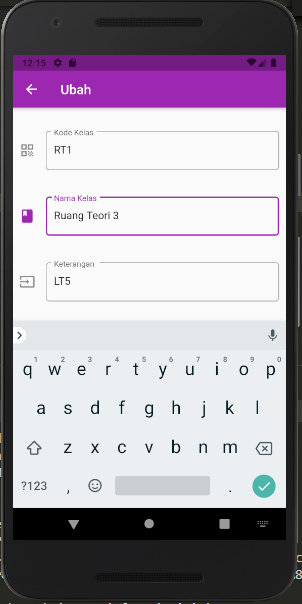 12.15
Ubah
Kode Kelas
RT1
Nama Kelas
Ruang Teori 3
Keterangan
LT5
1 2 3 4 5 6 7 8 9 0
q w e r t y u i o p
a s d f g h j k l
z x c v b n m
?123 , .